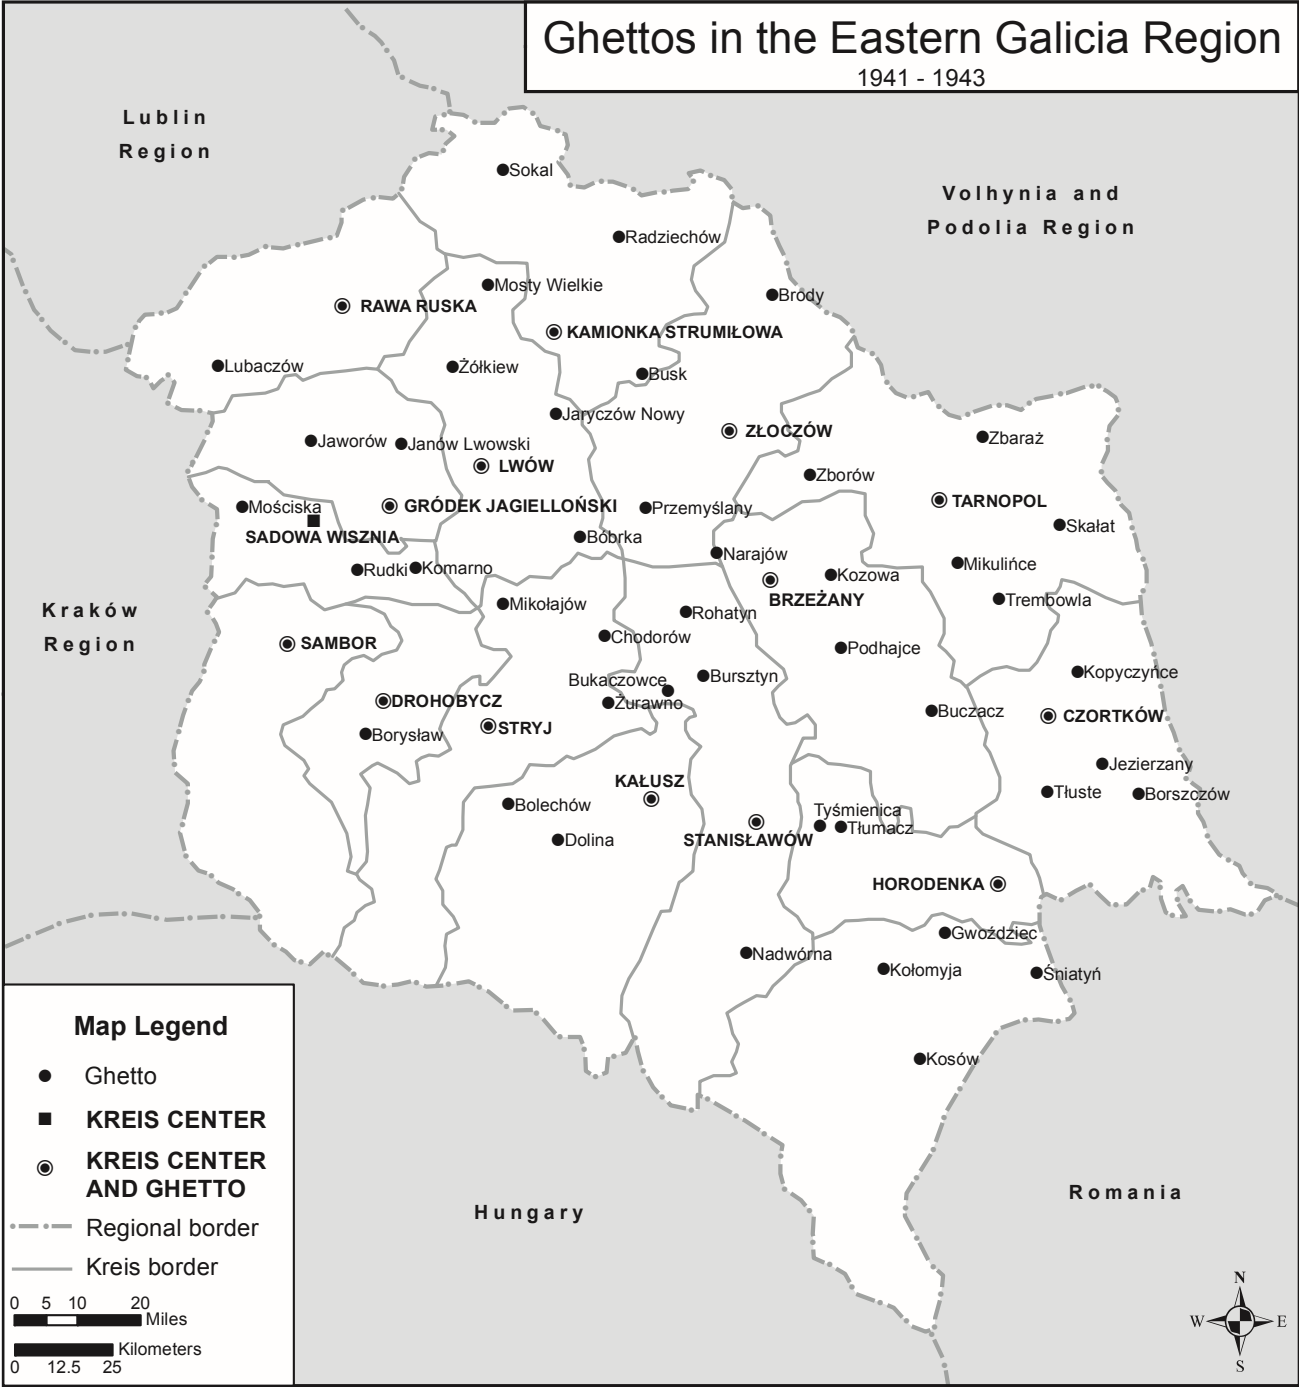 Ghettos in the Eastern Galicia Region
1941 - 1943
Lublin
Region
Volhynia and
Podolia Region
Sokal
Radziechów
Mosty Wielkie
Brody
RAWA RUSKA
KAMIONKA STRUMIŁOWA
Lubaczów
Żółkiew
Busk
Jaryczów Nowy
ZŁOCZÓW
Zbaraż
Jaworów
Janów Lwowski
LWÓW
Zborów
TARNOPOL
Mościska
GRÓDEK JAGIELLOŃSKI
Przemyślany
Skałat
SADOWA WISZNIA
Bóbrka
Narajów
Mikulińce
Rudki
Komarno
Kozowa
BRZEŻANY
Trembowla
Kraków
Region
Mikołajów
Rohatyn
SAMBOR
Chodorów
Podhajce
Kopyczyńce
Bukaczowce
Bursztyn
DROHOBYCZ
Żurawno
Buczacz
CZORTKÓW
Borysław
STRYJ
Jezierzany
KAŁUSZ
Tłuste
Borszczów
Bolechów
Tyśmienica
Tłumacz
Dolina
STANISŁAWÓW
HORODENKA
Gwoździec
Nadwórna
Kołomyja
Śniatyń
Kosów
Hungary
Romania
Map Legend
Ghetto
KREIS CENTER
KREIS CENTER
AND GHETTO
Regional border
Kreis border
0 5 10 20
Miles
Kilometers
0 12.5 25
N
W E
S